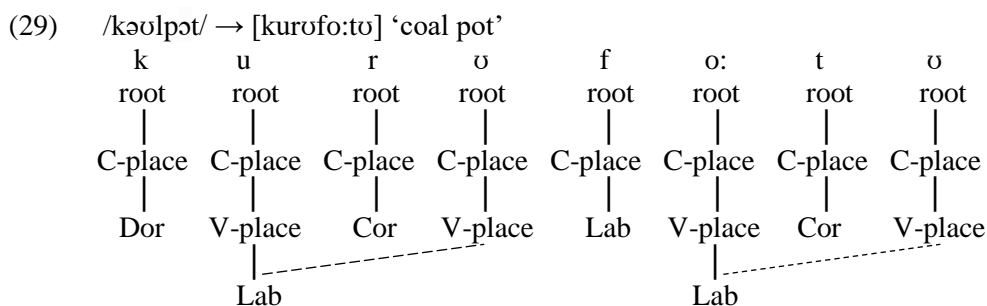 (29) /kəʊlpɔt/ → [kurʊfo:tʊ] ‘coal pot’
k u r ʊ f o: t ʊ
root root root root root root root root
C-place C-place C-place C-place C-place C-place C-place C-place
Dor V-place Cor V-place Lab V-place Cor V-place
Lab Lab